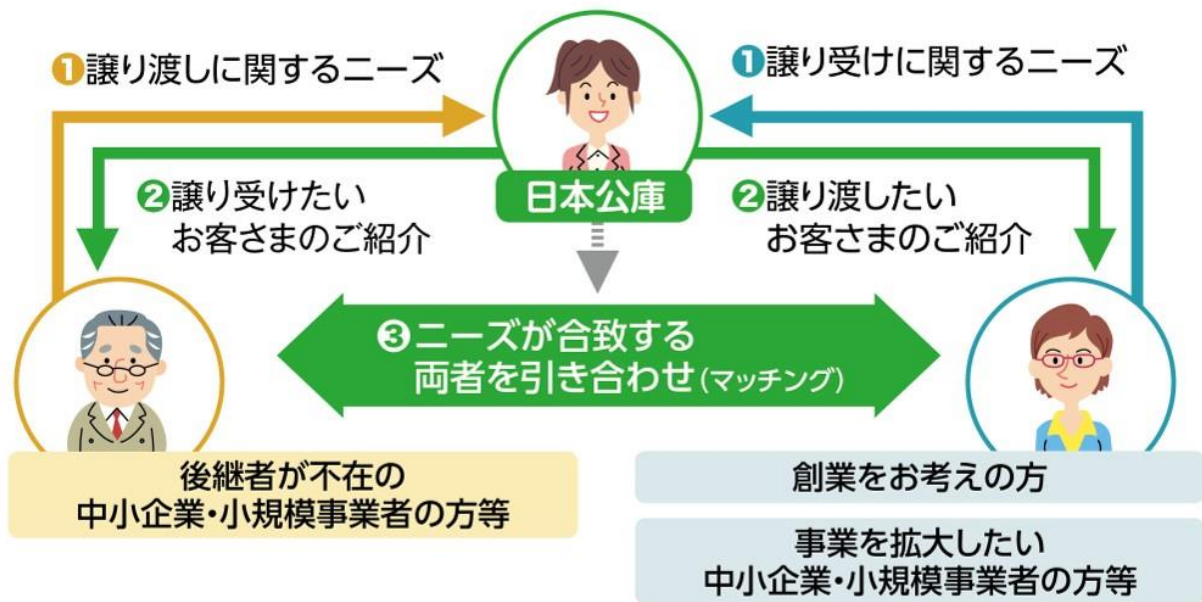 ❶譲り渡しに関するニーズ
❶譲り受けに関するニーズ
日本公庫
❷譲り受けたい
お客さまのご紹介
❷譲り渡したい
お客さまのご紹介
❸ニーズが合致する
両者を引き合わせ(マッチング)
後継者が不在の
中小企業・小規模事業者の方等
創業をお考えの方
事業を拡大したい
中小企業・小規模事業者の方等